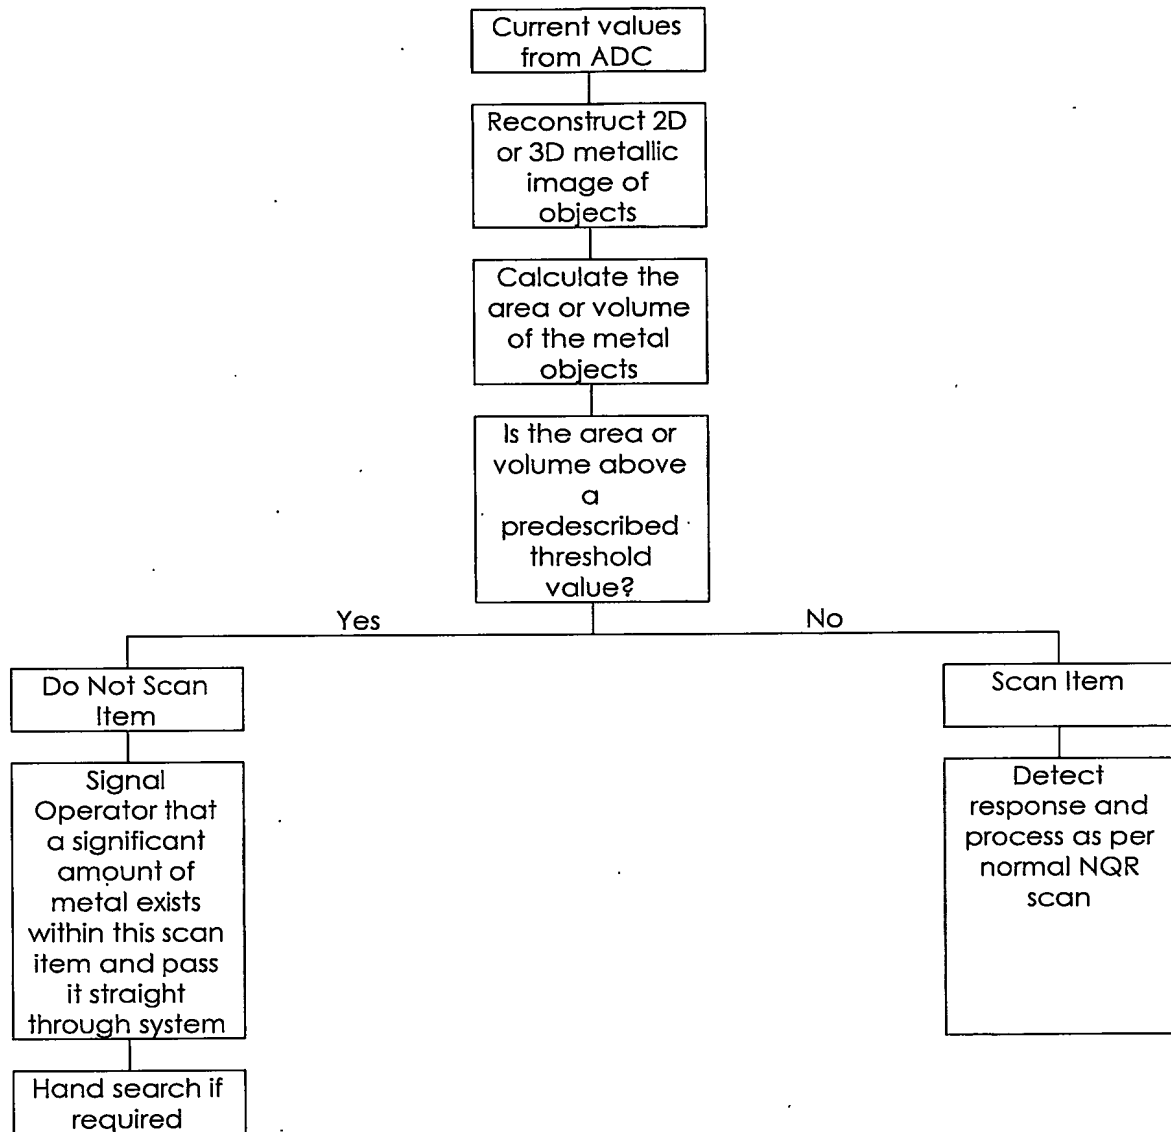 Current values
from ADC
Reconstruct 2D
or 3D metallic
image of
objects
Calculate the
area or volume
of the metal
objects
Is the area or
volume above
a
predescribed
threshold
value?
Yes
No
Do Not Scan
Item
Signal
Operator that
a significant
amount of
metal exists
within this scan
item and pass
it straight
through system
Hand search if
required
Scan Item
Detect
response and
process as per
normal NQR
scan